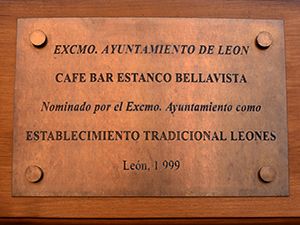 EXCMO. AYUNTAMIENTO DE LEON
CAFE BAR ESTANCO BELLAVISTA
Nominado por el Excmo. Ayuntamiento como
ESTABLECIMIENTO TRADICIONAL LEONES
León, 1 999